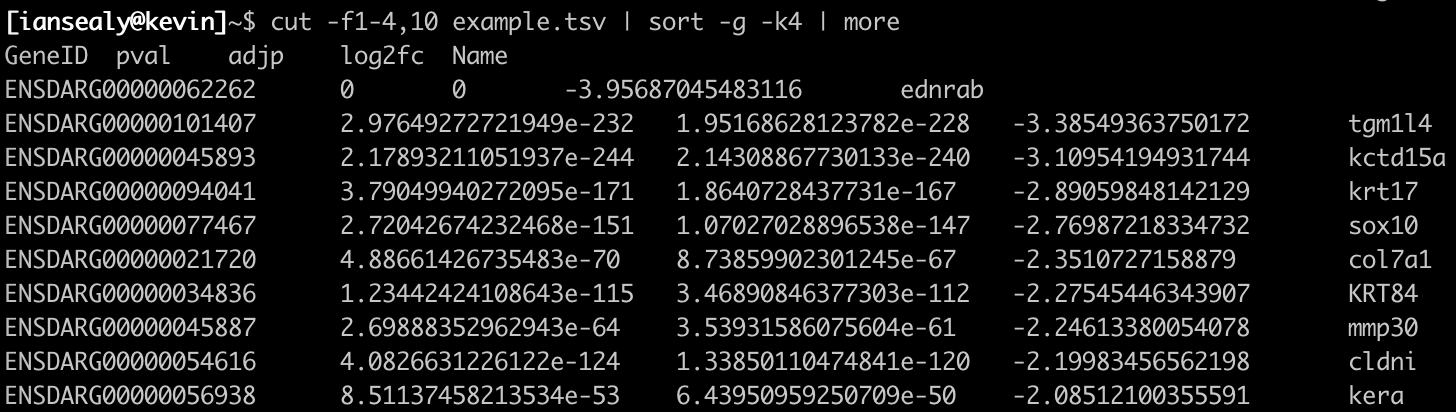 [iansealy@kevin]~$ cut -f1-4,10 example.tsv | sort -g -k4 | more
GeneID pval adjp log2fc Name
ENSDARG00000062262 0 0 -3.95687045483116 ednrab
ENSDARG00000101407 2.97649272721949e-232 1.95168628123782e-228 -3.38549363750172 tgm1l4
ENSDARG00000045893 2.17893211051937e-244 2.14308867730133e-240 -3.10954194931744 kctd15a
ENSDARG00000094041 3.79049940272095e-171 1.8640728437731e-167 -2.89059848142129 krt17
ENSDARG00000077467 2.72042674232468e-151 1.07027028896538e-147 -2.76987218334732 sox10
ENSDARG00000021720 4.88661426735483e-70 8.73859902301245e-67 -2.3510727158879 col7a1
ENSDARG00000034836 1.23442424108643e-115 3.46890846377303e-112 -2.27545446343907 KRT84
ENSDARG00000045887 2.69888352962943e-64 3.53931586075604e-61 -2.24613380054078 mmp30
ENSDARG00000054616 4.0826631226122e-124 1.33850110474841e-120 -2.19983456562198 cldni
ENSDARG00000056938 8.51137458213534e-53 6.43950959250709e-50 -2.08512100355591 kera